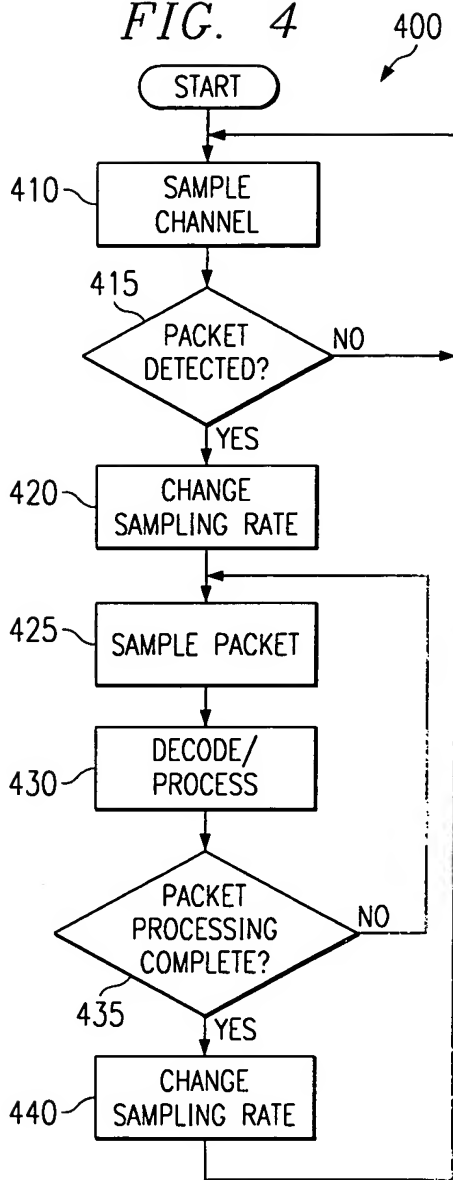 FIG. 4
400
START
410
SAMPLE
CHANNEL
415
PACKET
DETECTED?
NO
YES
420
CHANGE
SAMPLING RATE
425
SAMPLE PACKET
430
DECODE/
PROCESS
PACKET
PROCESSING
COMPLETE?
NO
435
YES
440
CHANGE
SAMPLING RATE